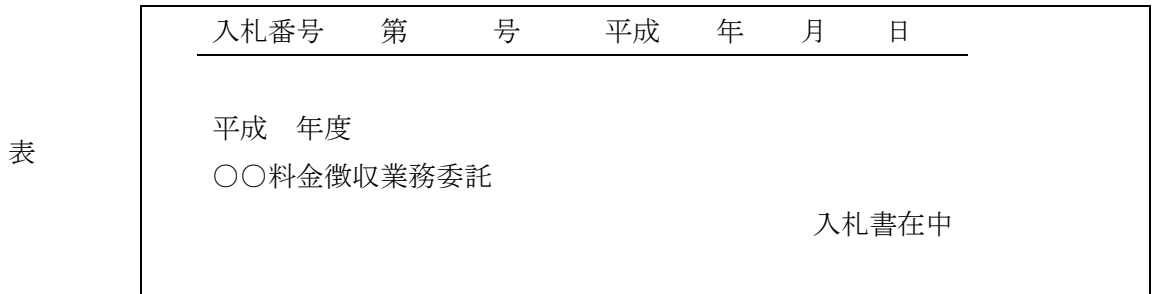 入札番号　　第　　　号　　　平成　　年　　月　　日
平成　年度
表
○○料金徴収業務委託
入札書在中